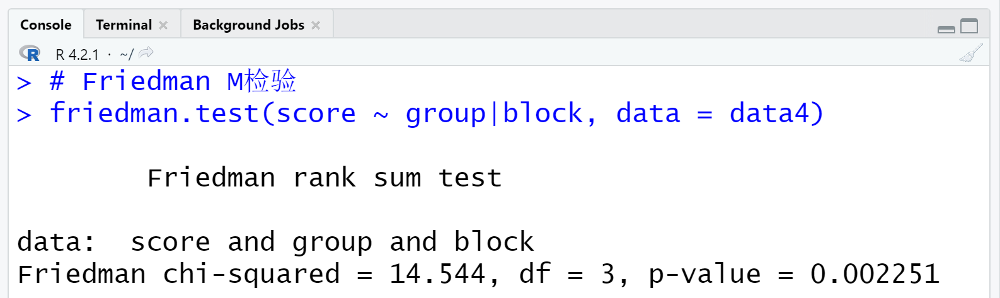 Console Terminal Background Jobs
R 4.2.1 · ~/
> # Friedman M检验
> friedman.test(score ~ group|block, data = data4)
Friedman rank sum test
data:  score and group and block
Friedman chi-squared = 14.544, df = 3, p-value = 0.002251